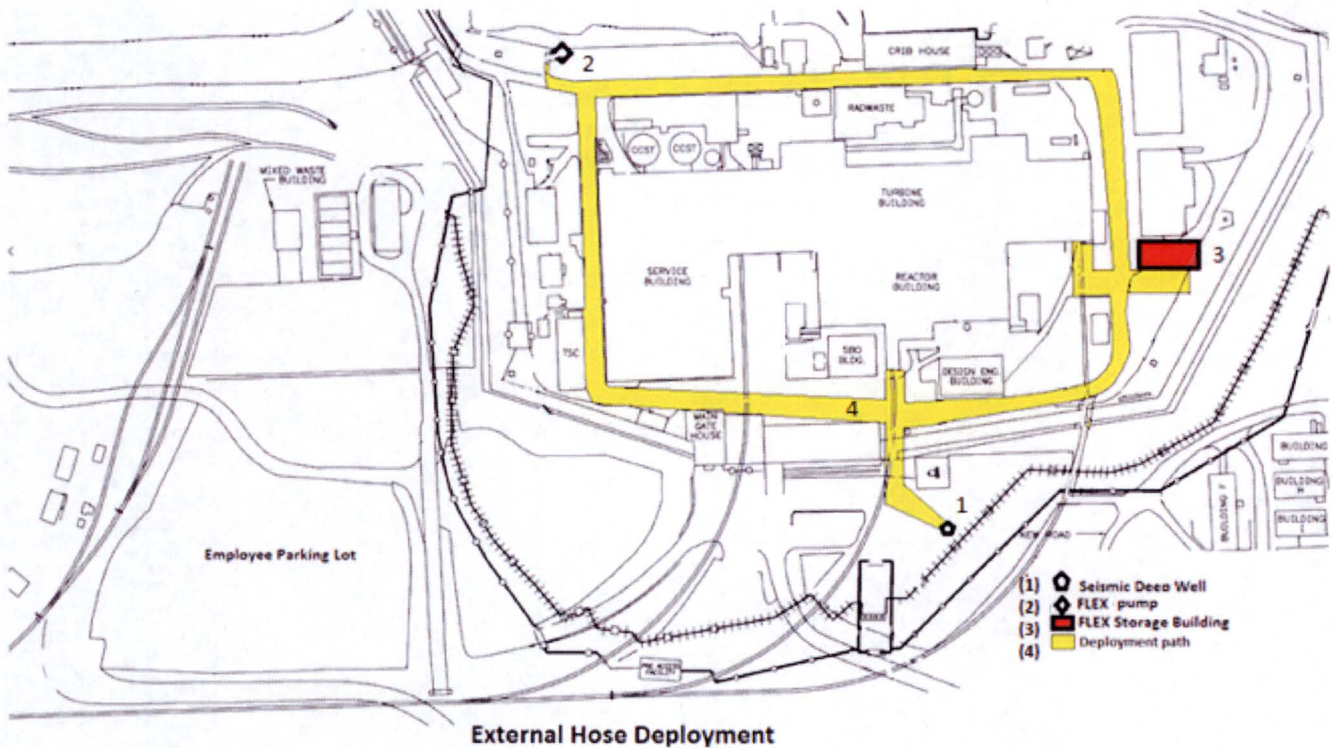 2
CRIB HOUSE
RADWASTE
CCST
CCST
MIXED WASTE
BUILDING
TURBINE
BUILDING
3
SERVICE
BUILDING
REACTOR
BUILDING
TSC
SBO
BLDG.
DESIGN ENG.
BUILDING
4
MAIN
GATE
HOUSE
1
BUILDING
BUILDING
H
BUILDING F
BUILDING
I
NEW ROAD
Employee Parking Lot
(1) Seismic Deep Well
(2) FLEX pump
(3) FLEX Storage Building
(4) Deployment path
External Hose Deployment